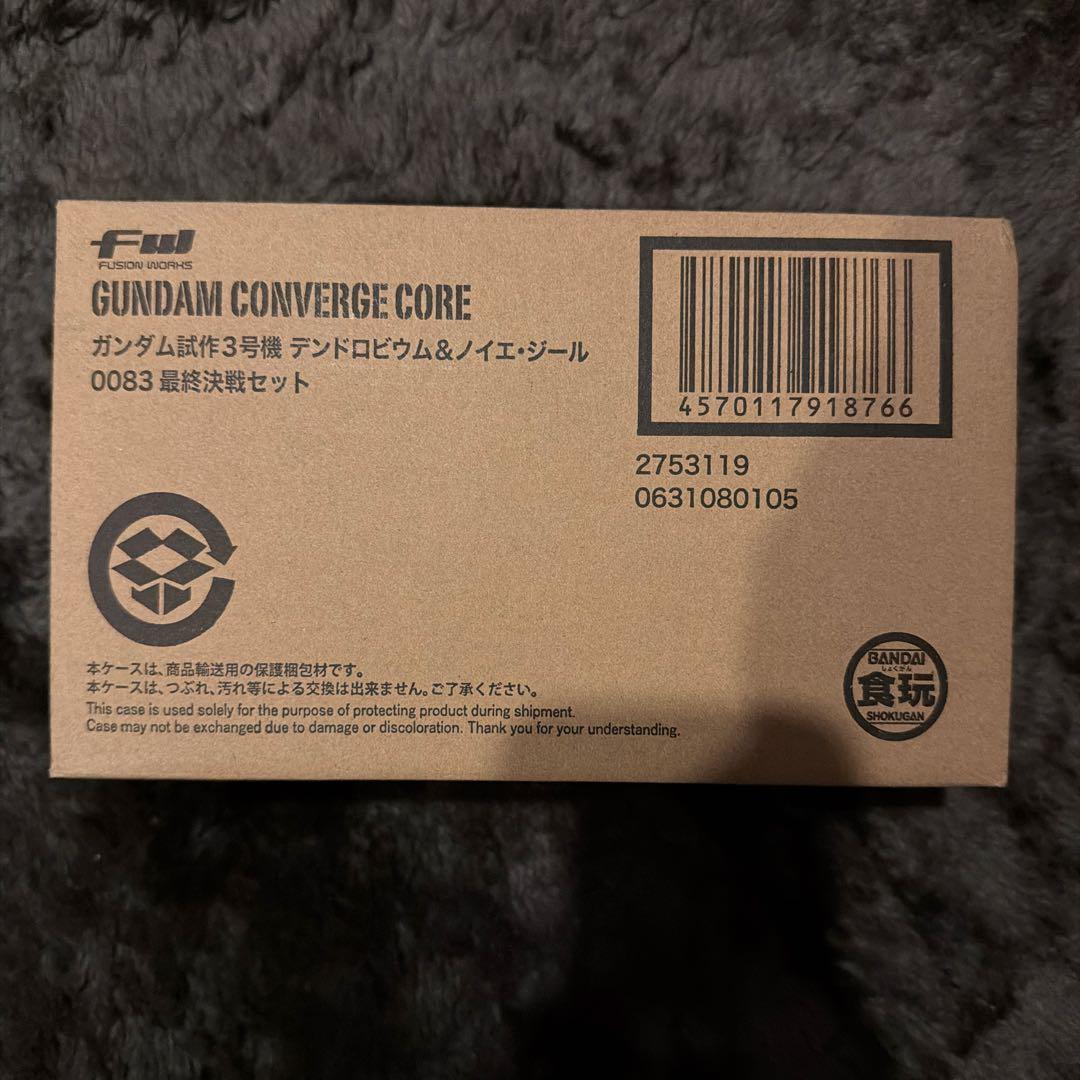 FW
FUSION WORKS
GUNDAM CONVERGE CORE
ガンダム試作3号機 デンドロビウム&ノイエ・ジール
0083 最終決戦セット
4570117918766
2753119
0631080105
本ケースは、商品輸送用の保護梱包材です。
本ケースは、つぶれ、汚れ等による交換は出来ません。ご了承ください。
This case is used solely for the purpose of protecting product during shipment.
Case may not be exchanged due to damage or discoloration. Thank you for your understanding.
BANDAI
しょくがん
食玩
SHOKUGAN